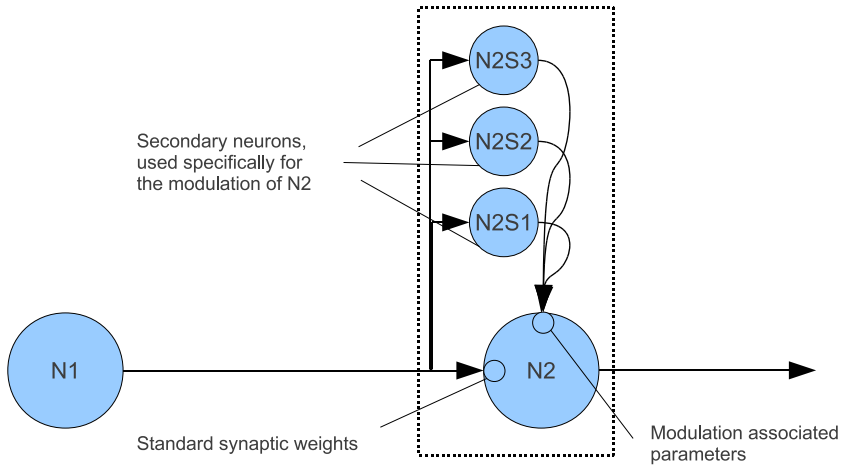 N2S3
Secondary neurons,
used specifically for
the modulation of N2
N2S2
N2S1
N1
N2
Standard synaptic weights
Modulation associated
parameters